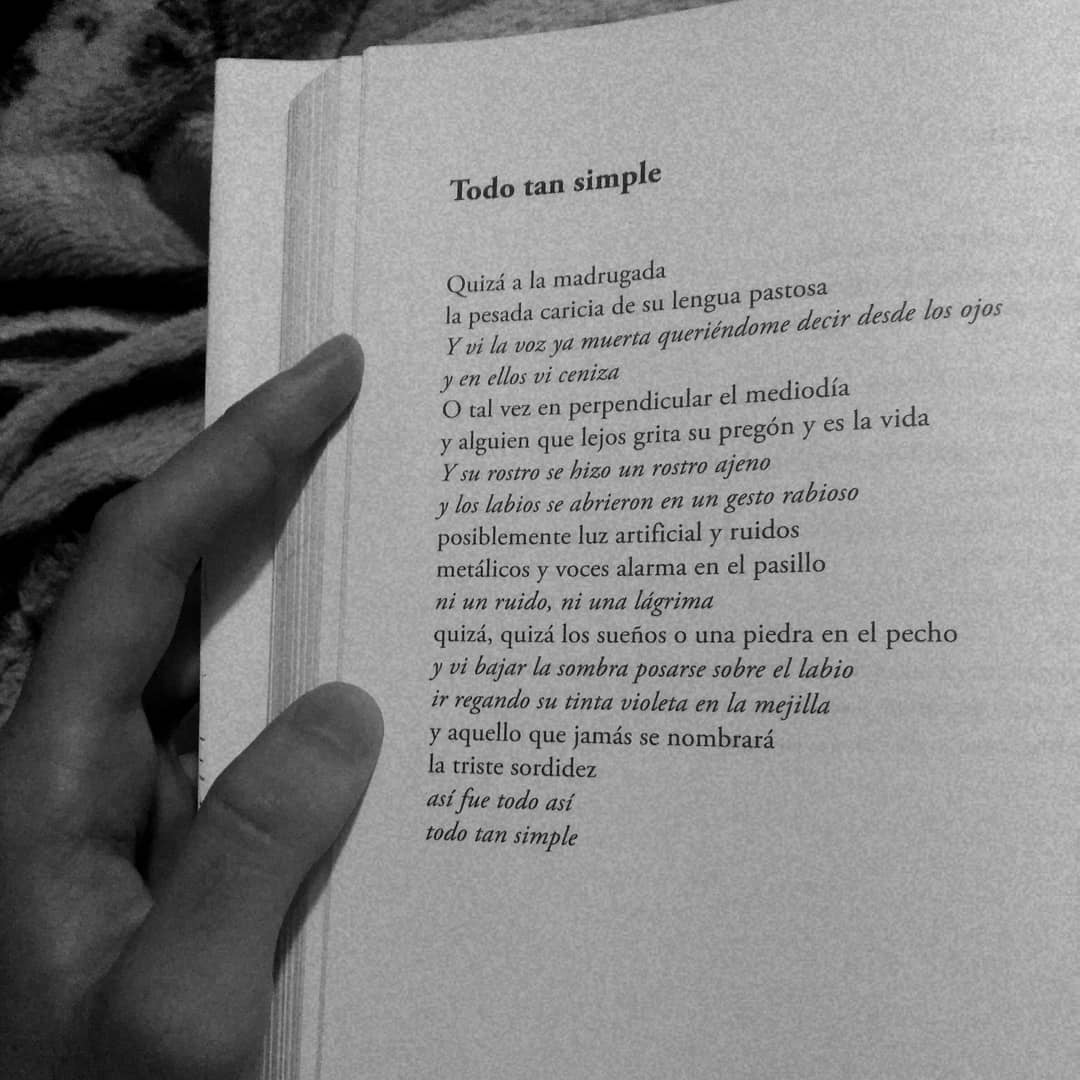 Todo tan simple
Quizá a la madrugada
la pesada caricia de su lengua pastosa
Y vi la voz ya muerta queriéndome decir desde los ojos
y en ellos vi ceniza
O tal vez en perpendicular el mediodía
y alguien que lejos grita su pregón y es la vida
Y su rostro se hizo un rostro ajeno
y los labios se abrieron en un gesto rabioso
posiblemente luz artificial y ruidos
metálicos y voces alarma en el pasillo
ni un ruido, ni una lágrima
quizá, quizá los sueños o una piedra en el pecho
y vi bajar la sombra posarse sobre el labio
ir regando su tinta violeta en la mejilla
y aquello que jamás se nombrará
la triste sordidez
así fue todo así
todo tan simple